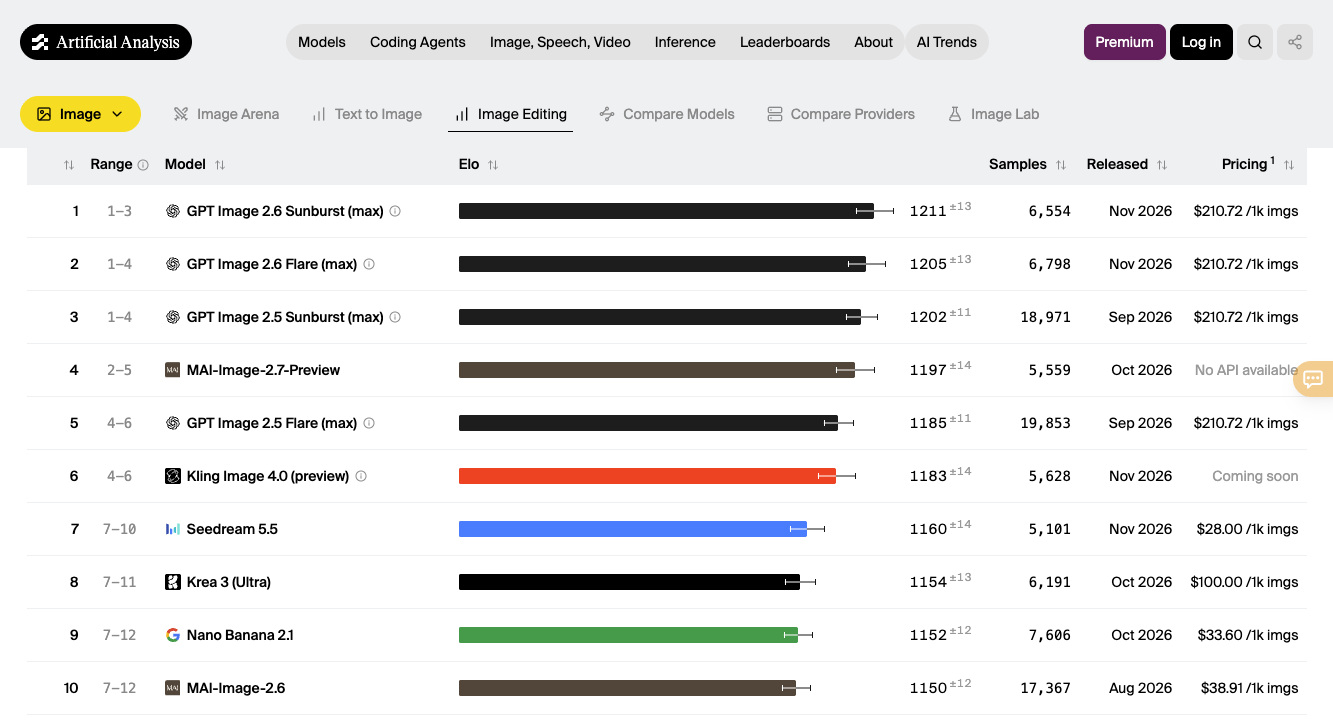 Artificial Analysis Models Coding Agents Image, Speech, Video Inference Leaderboards About AI Trends Premium Log in
Image Image Arena Text to Image Image Editing Compare Models Compare Providers Image Lab
Range Model Elo Samples Released Pricing 1
1 1–3 GPT Image 2.6 Sunburst (max) 1211 ±13 6,554 Nov 2026 $210.72 /1k imgs
2 1–4 GPT Image 2.6 Flare (max) 1205 ±13 6,798 Nov 2026 $210.72 /1k imgs
3 1–4 GPT Image 2.5 Sunburst (max) 1202 ±11 18,971 Sep 2026 $210.72 /1k imgs
4 2–5 MAI MAI-Image-2.7-Preview 1197 ±14 5,559 Oct 2026 No API available
5 4–6 GPT Image 2.5 Flare (max) 1185 ±11 19,853 Sep 2026 $210.72 /1k imgs
6 4–6 Kling Image 4.0 (preview) 1183 ±14 5,628 Nov 2026 Coming soon
7 7–10 Seedream 5.5 1160 ±14 5,101 Nov 2026 $28.00 /1k imgs
8 7–11 Krea 3 (Ultra) 1154 ±13 6,191 Oct 2026 $100.00 /1k imgs
9 7–12 Nano Banana 2.1 1152 ±12 7,606 Oct 2026 $33.60 /1k imgs
10 7–12 MAI MAI-Image-2.6 1150 ±12 17,367 Aug 2026 $38.91 /1k imgs